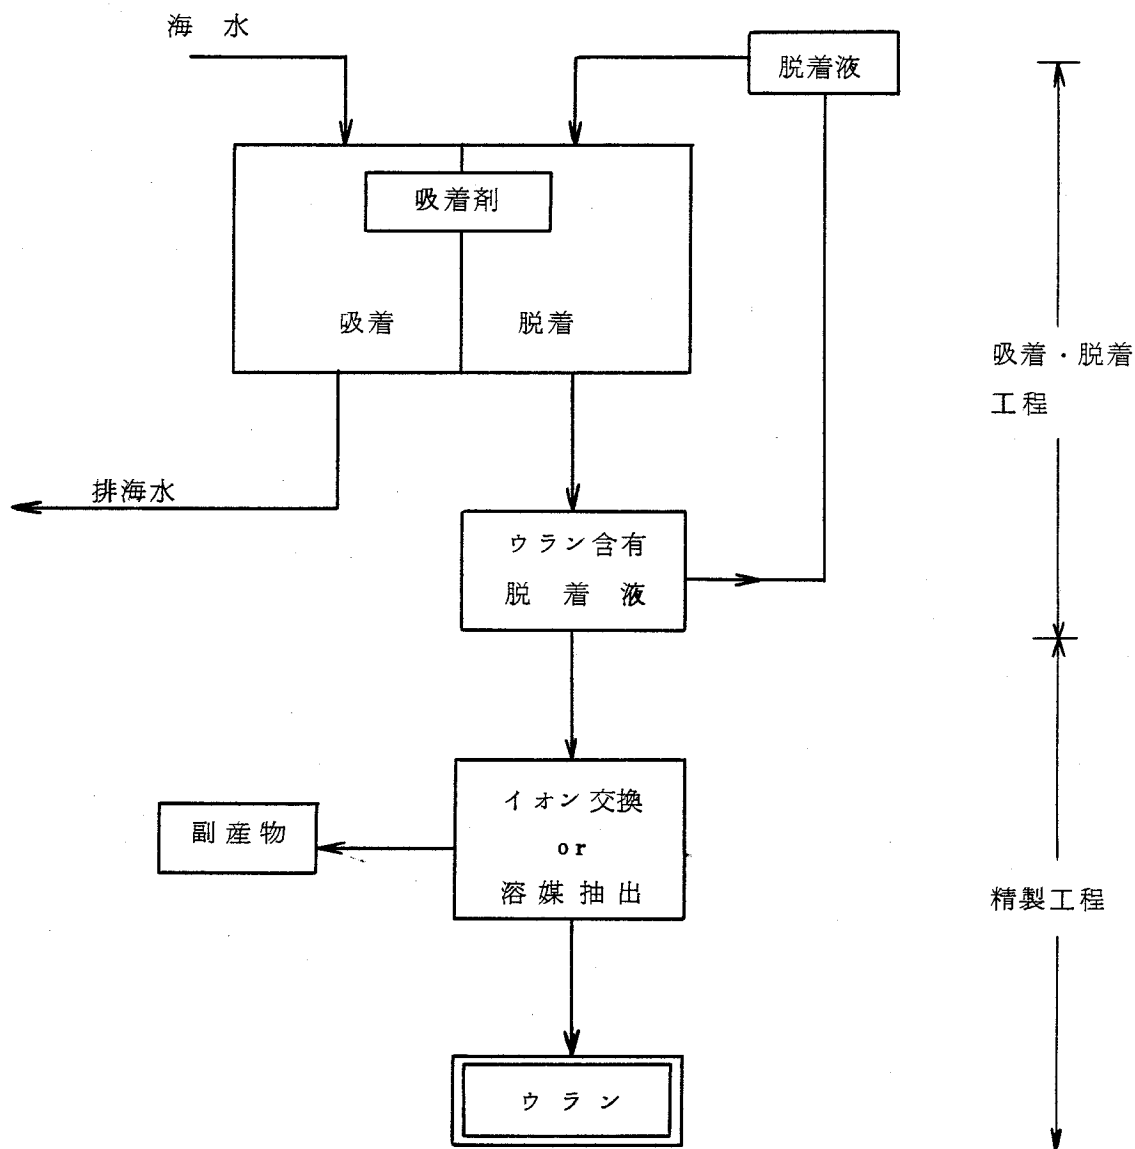 海水
脱着液
吸着剤
吸着
脱着
吸着・脱着
工程
排海水
ウラン含有
脱着液
イオン交換
or
溶媒抽出
副産物
精製工程
ウラン